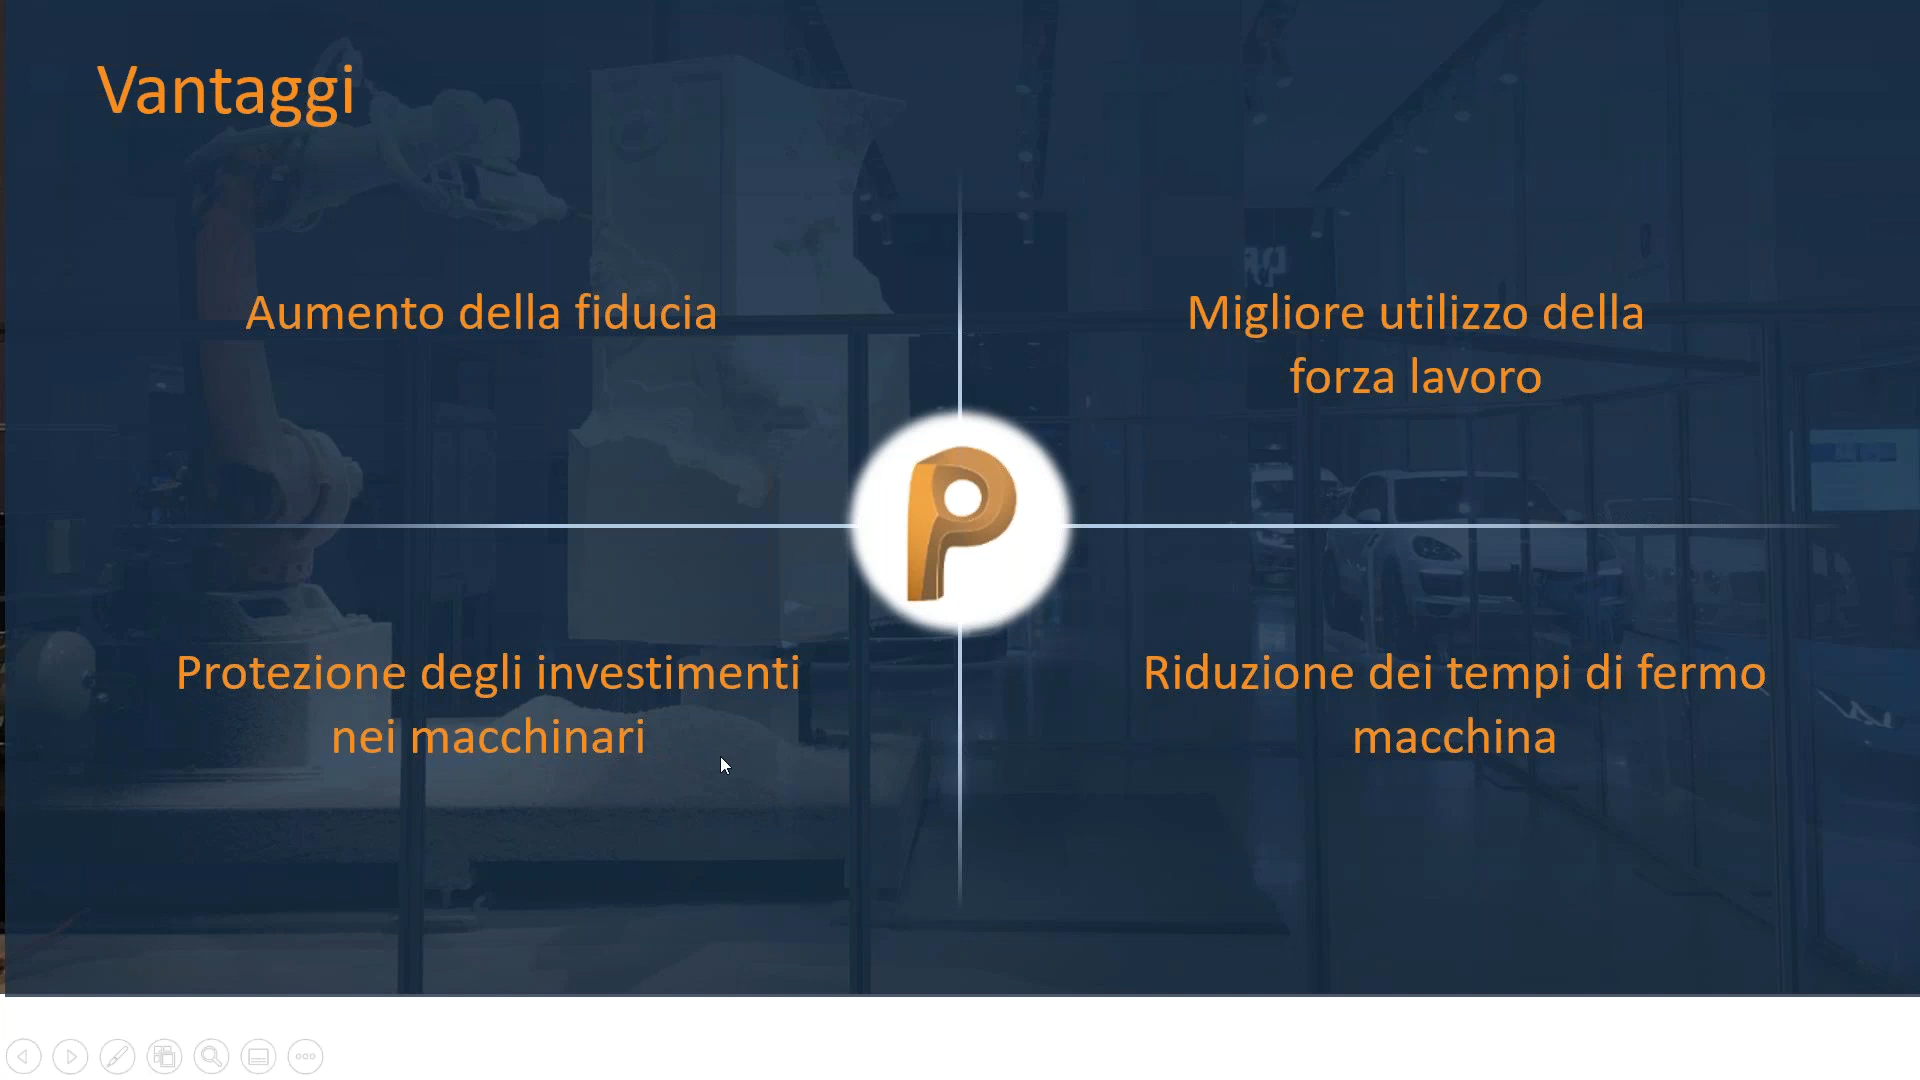 Vantaggi
Aumento della fiducia
Migliore utilizzo della
forza lavoro
P
Protezione degli investimenti
nei macchinari
Riduzione dei tempi di fermo
macchina